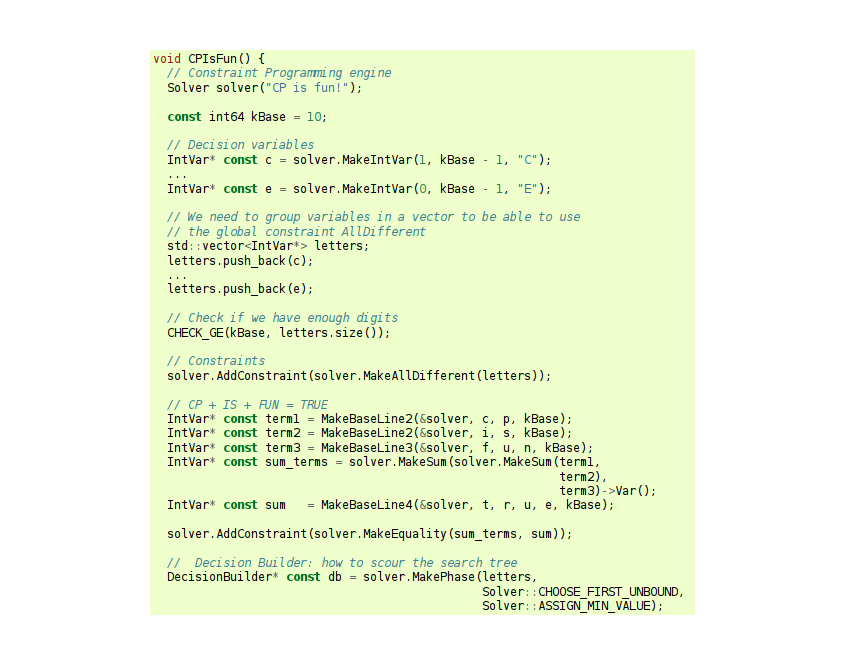 void CPIsFun() {
  // Constraint Programming engine
  Solver solver("CP is fun!");

  const int64 kBase = 10;

  // Decision variables
  IntVar* const c = solver.MakeIntVar(1, kBase - 1, "C");
  ...
  IntVar* const e = solver.MakeIntVar(0, kBase - 1, "E");

  // We need to group variables in a vector to be able to use
  // the global constraint AllDifferent
  std::vector<IntVar*> letters;
  letters.push_back(c);
  ...
  letters.push_back(e);

  // Check if we have enough digits
  CHECK_GE(kBase, letters.size());

  // Constraints
  solver.AddConstraint(solver.MakeAllDifferent(letters));

  // CP + IS + FUN = TRUE
  IntVar* const term1 = MakeBaseLine2(&solver, c, p, kBase);
  IntVar* const term2 = MakeBaseLine2(&solver, i, s, kBase);
  IntVar* const term3 = MakeBaseLine3(&solver, f, u, n, kBase);
  IntVar* const sum_terms = solver.MakeSum(solver.MakeSum(term1,
                                                          term2),
                                                          term3)->Var();
  IntVar* const sum   = MakeBaseLine4(&solver, t, r, u, e, kBase);

  solver.AddConstraint(solver.MakeEquality(sum_terms, sum));

  //  Decision Builder: how to scour the search tree
  DecisionBuilder* const db = solver.MakePhase(letters,
                                               Solver::CHOOSE_FIRST_UNBOUND,
                                               Solver::ASSIGN_MIN_VALUE);